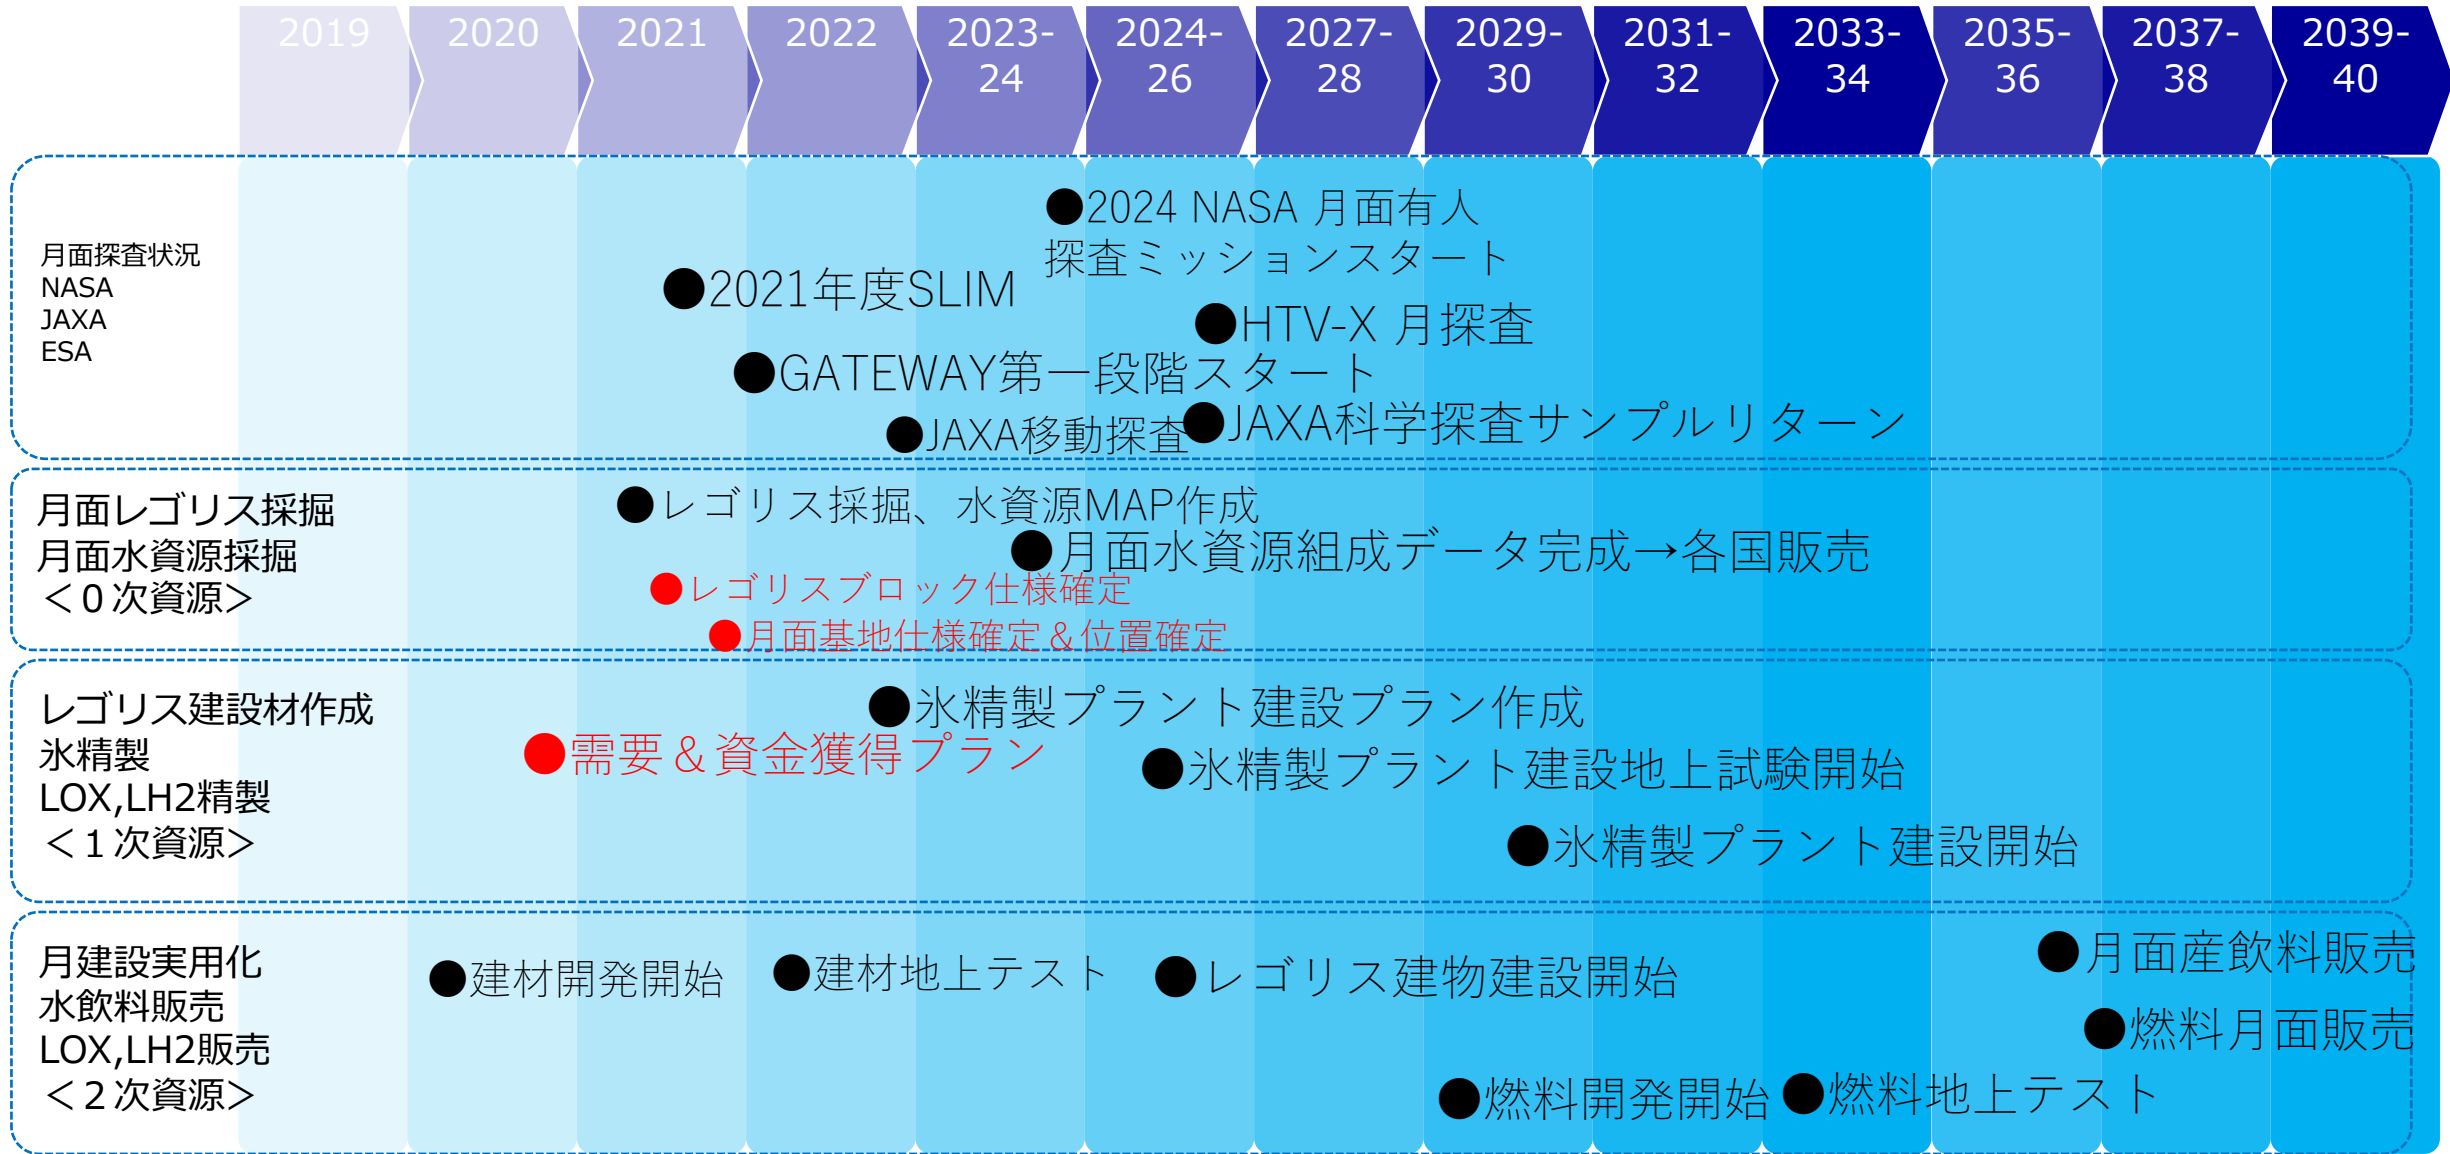 2019
2020
2021
2022
2023-
24
2024-
26
2027-
28
2029-
30
2031-
32
2033-
34
2035-
36
2037-
38
2039-
40
月面探査状況
NASA
JAXA
ESA
●2024 NASA 月面有人
探査ミッションスタート
●2021年度SLIM
●HTV-X 月探査
●GATEWAY第一段階スタート
●JAXA移動探査
●JAXA科学探査サンプルリターン
月面レゴリス採掘
月面水資源採掘
＜０次資源＞
●レゴリス採掘、水資源MAP作成
●月面水資源組成データ完成→各国販売
●レゴリスブロック仕様確定
●月面基地仕様確定＆位置確定
レゴリス建設材作成
氷精製
LOX,LH2精製
＜１次資源＞
●氷精製プラント建設プラン作成
●需要＆資金獲得プラン
●氷精製プラント建設地上試験開始
●氷精製プラント建設開始
月建設実用化
水飲料販売
LOX,LH2販売
＜２次資源＞
●建材開発開始
●建材地上テスト
●レゴリス建物建設開始
●月面産飲料販売
●燃料月面販売
●燃料開発開始
●燃料地上テスト